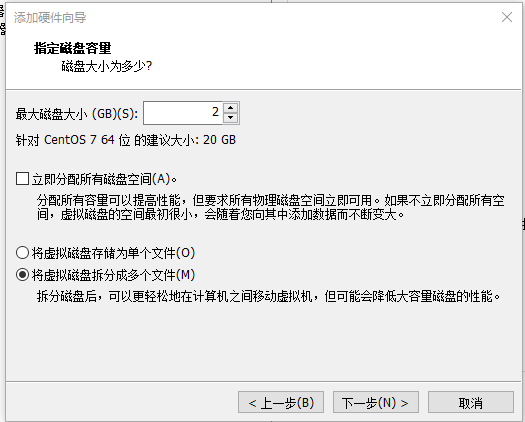 添加硬件向导
指定磁盘容量
磁盘大小为多少?
最大磁盘大小 (GB)(S): 2
针对 CentOS 7 64 位 的建议大小: 20 GB
立即分配所有磁盘空间(A)。
分配所有容量可以提高性能，但要求所有物理磁盘空间立即可用。如果不立即分配所有空
间，虚拟磁盘的空间最初很小，会随着您向其中添加数据而不断变大。
将虚拟磁盘存储为单个文件(O)
将虚拟磁盘拆分成多个文件(M)
拆分磁盘后，可以更轻松地在计算机之间移动虚拟机，但可能会降低大容量磁盘的性能。
< 上一步(B)
下一步(N) >
取消